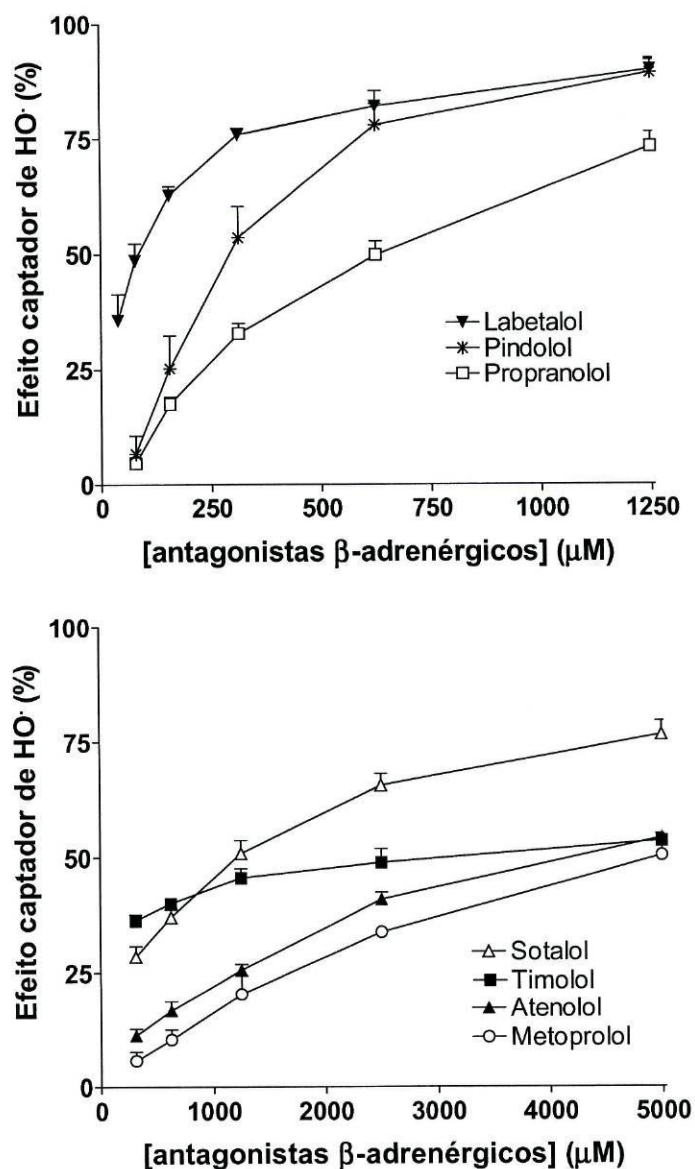 Efeito captador de HO· (%)
100
75
50
25
0
Labetalol
Pindolol
Propranolol
0 250 500 750 1000 1250
[antagonistas β-adrenérgicos] (μM)
Efeito captador de HO· (%)
100
75
50
25
0
Sotalol
Timolol
Atenolol
Metoprolol
0 1000 2000 3000 4000 5000
[antagonistas β-adrenérgicos] (μM)